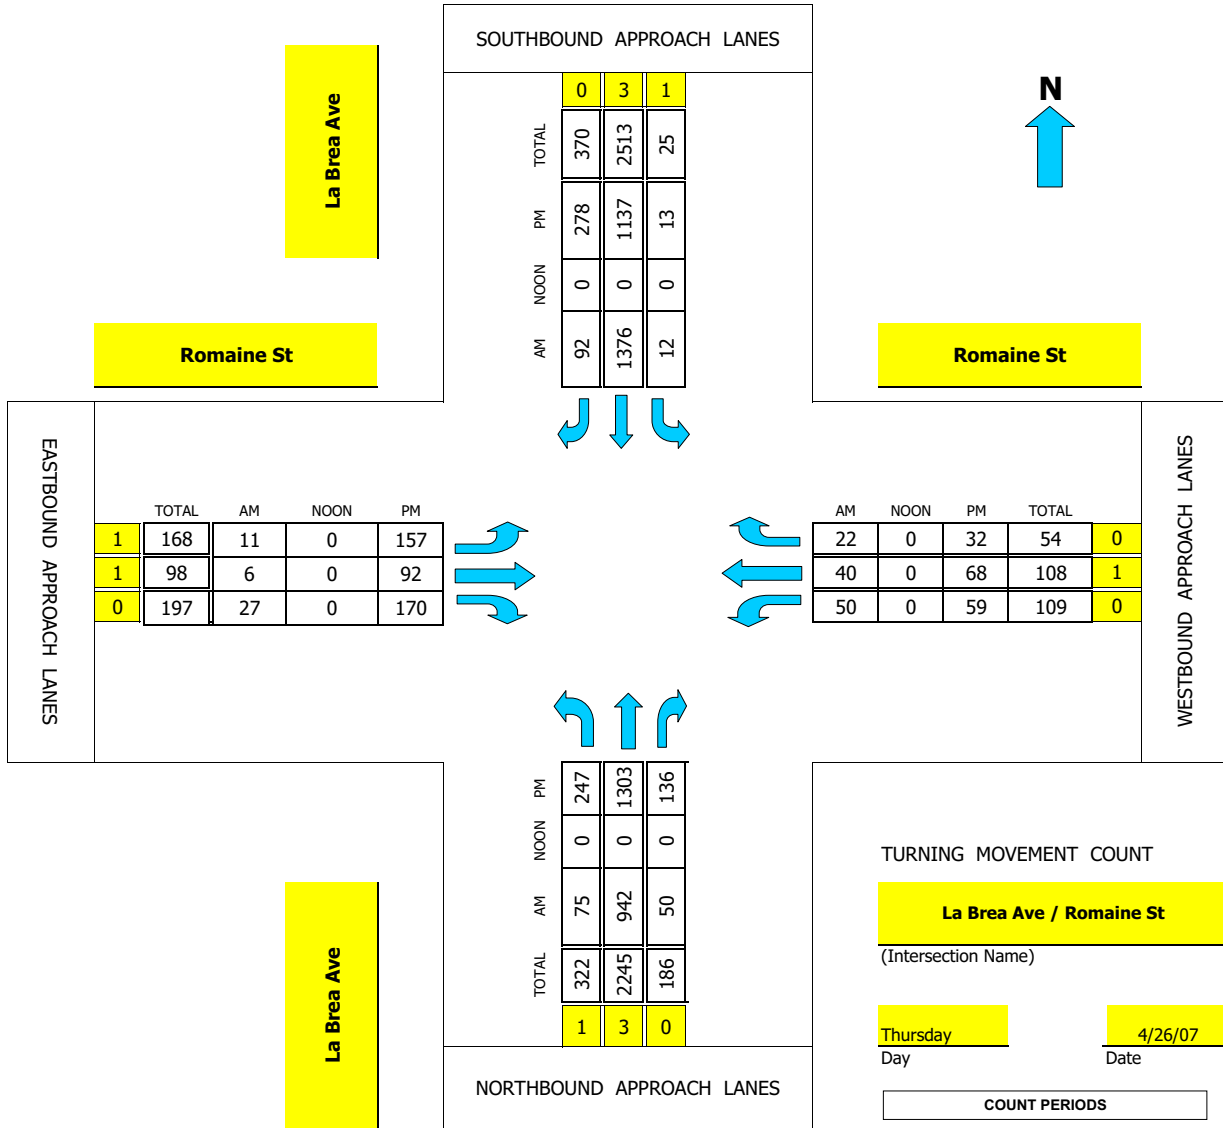 SOUTHBOUND APPROACH LANES
0 3 1
TOTAL 370 2513 25
PM 278 1137 13
NOON 0 0 0
AM 92 1376 12
La Brea Ave
N
Romaine St
Romaine St
EASTBOUND APPROACH LANES
TOTAL AM NOON PM
1 168 11 0 157
1 98 6 0 92
0 197 27 0 170
AM NOON PM TOTAL
22 0 32 54 0
40 0 68 108 1
50 0 59 109 0
WESTBOUND APPROACH LANES
PM 247 1303 136
NOON 0 0 0
AM 75 942 50
TOTAL 322 2245 186
1 3 0
NORTHBOUND APPROACH LANES
La Brea Ave
TURNING MOVEMENT COUNT
La Brea Ave / Romaine St
(Intersection Name)
Thursday 4/26/07
Day Date
COUNT PERIODS